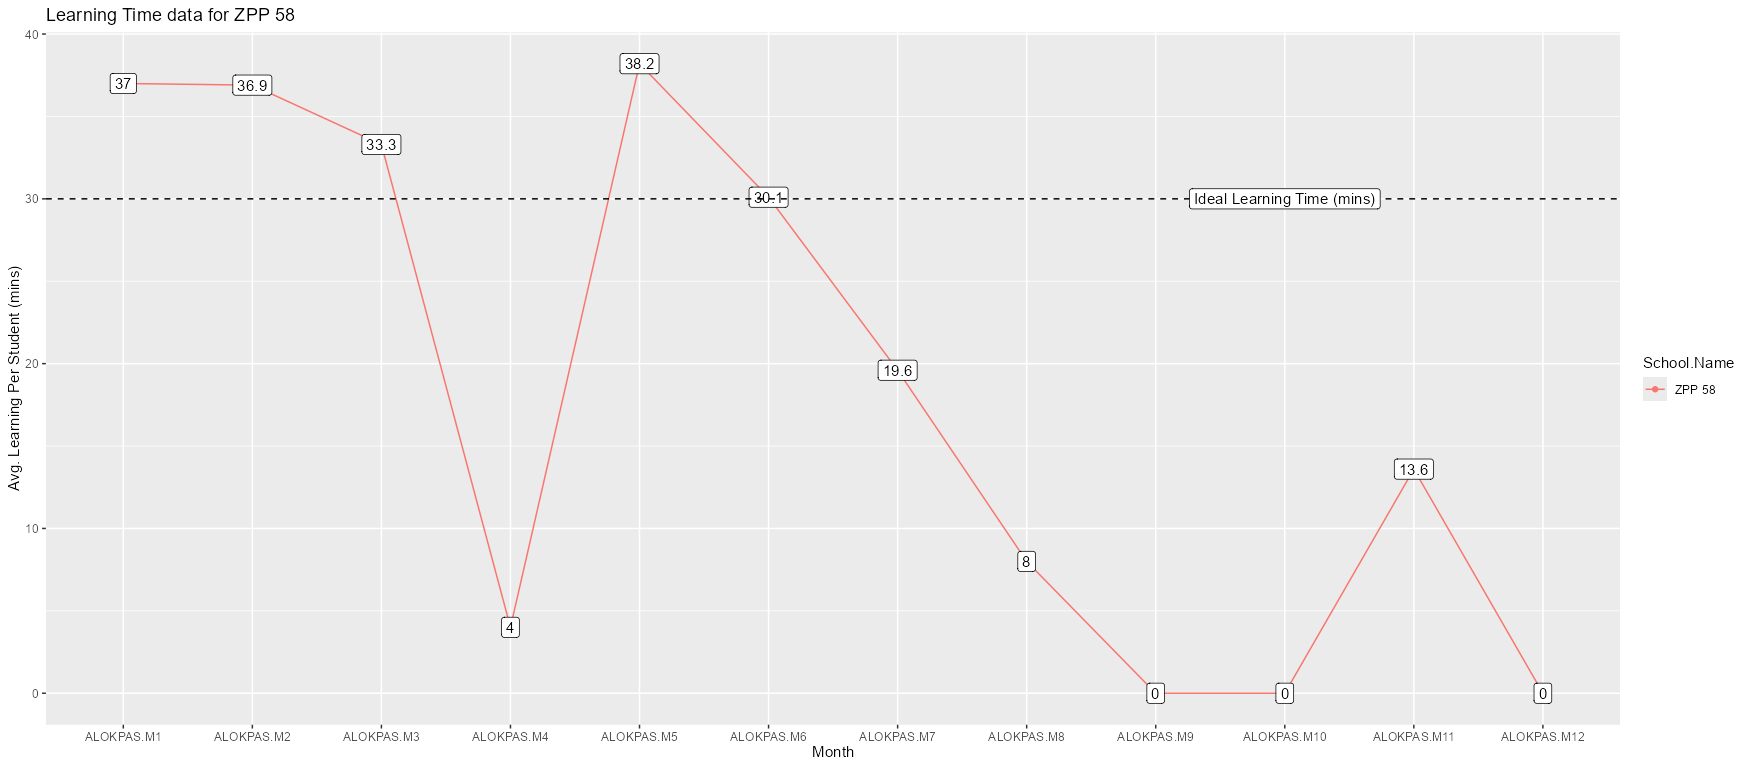 Learning Time data for ZPP 58
Avg. Learning Per Student (mins)
40
30
20
10
0
37
36.9
33.3
4
38.2
30.1
19.6
8
0
0
13.6
0
Ideal Learning Time (mins)
ALOKPAS.M1
ALOKPAS.M2
ALOKPAS.M3
ALOKPAS.M4
ALOKPAS.M5
ALOKPAS.M6
ALOKPAS.M7
ALOKPAS.M8
ALOKPAS.M9
ALOKPAS.M10
ALOKPAS.M11
ALOKPAS.M12
Month
School.Name
ZPP 58